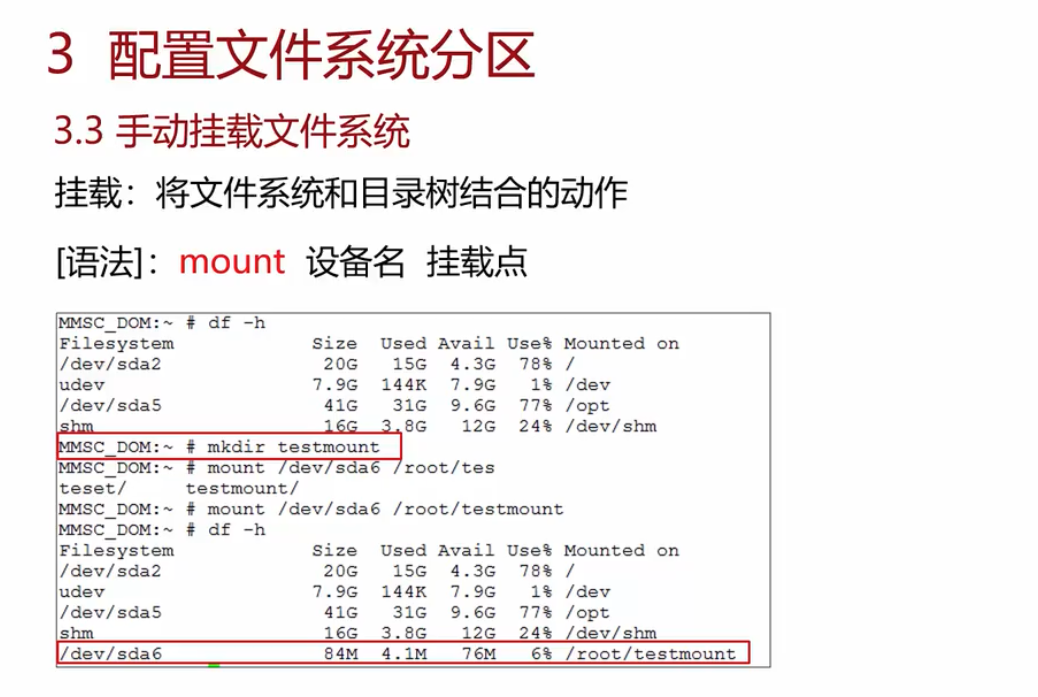 3 配置文件系统分区
3.3 手动挂载文件系统
挂载：将文件系统和目录树结合的动作
[语法]：mount 设备名 挂载点
MMSC_DOM:~ # df -h
Filesystem Size Used Avail Use% Mounted on
/dev/sda2 20G 15G 4.3G 78% /
udev 7.9G 144K 7.9G 1% /dev
/dev/sda5 41G 31G 9.6G 77% /opt
shm 16G 3.8G 12G 24% /dev/shm
MMSC_DOM:~ # mkdir testmount
MMSC_DOM:~ # mount /dev/sda6 /root/tes
teset/ testmount/
MMSC_DOM:~ # mount /dev/sda6 /root/testmount
MMSC_DOM:~ # df -h
Filesystem Size Used Avail Use% Mounted on
/dev/sda2 20G 15G 4.3G 78% /
udev 7.9G 144K 7.9G 1% /dev
/dev/sda5 41G 31G 9.6G 77% /opt
shm 16G 3.8G 12G 24% /dev/shm
/dev/sda6 84M 4.1M 76M 6% /root/testmount